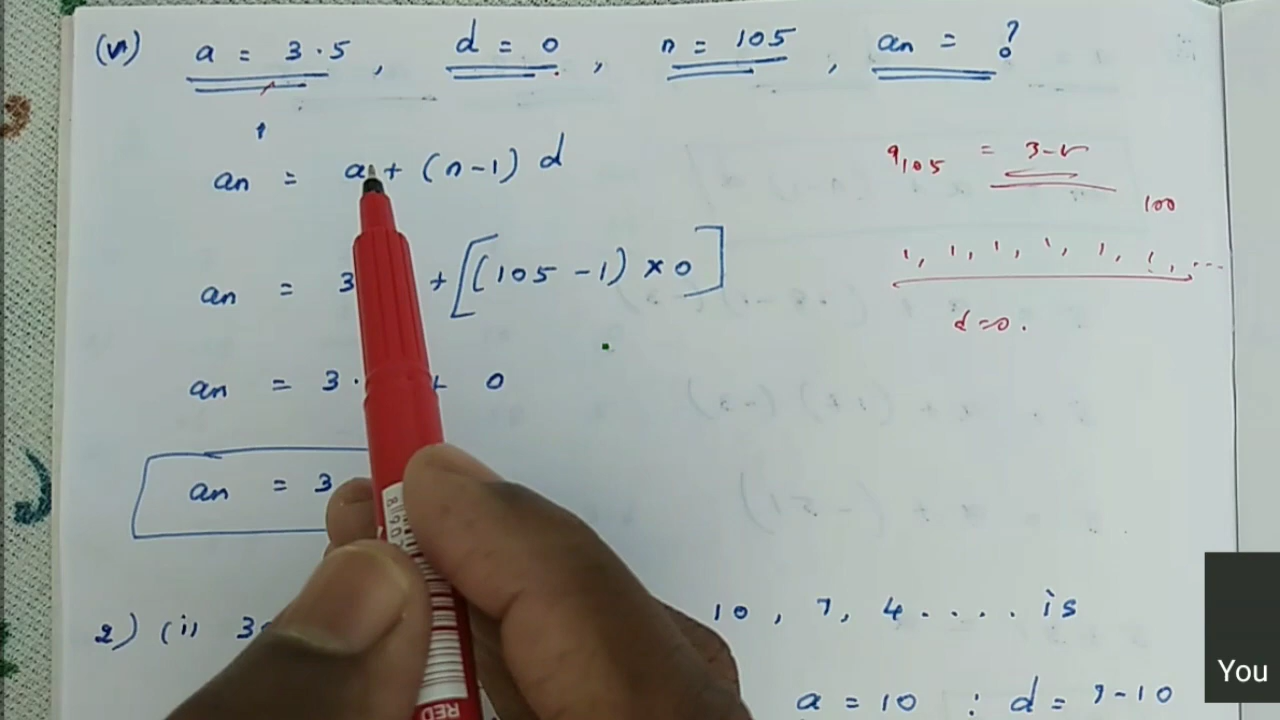 (v) a = 3.5 , d = 0 , n = 105 , an = ?
an = a + (n-1) d
an = 3 + [(105 - 1) × 0]
an = 3. + 0
an = 3
a105 = 3-5
100
1, 1, 1, 1, 1, 1, ...
d=0.
2) (i) 3 10, 7, 4 .... is
a = 10 : d = 7-10
RED
You